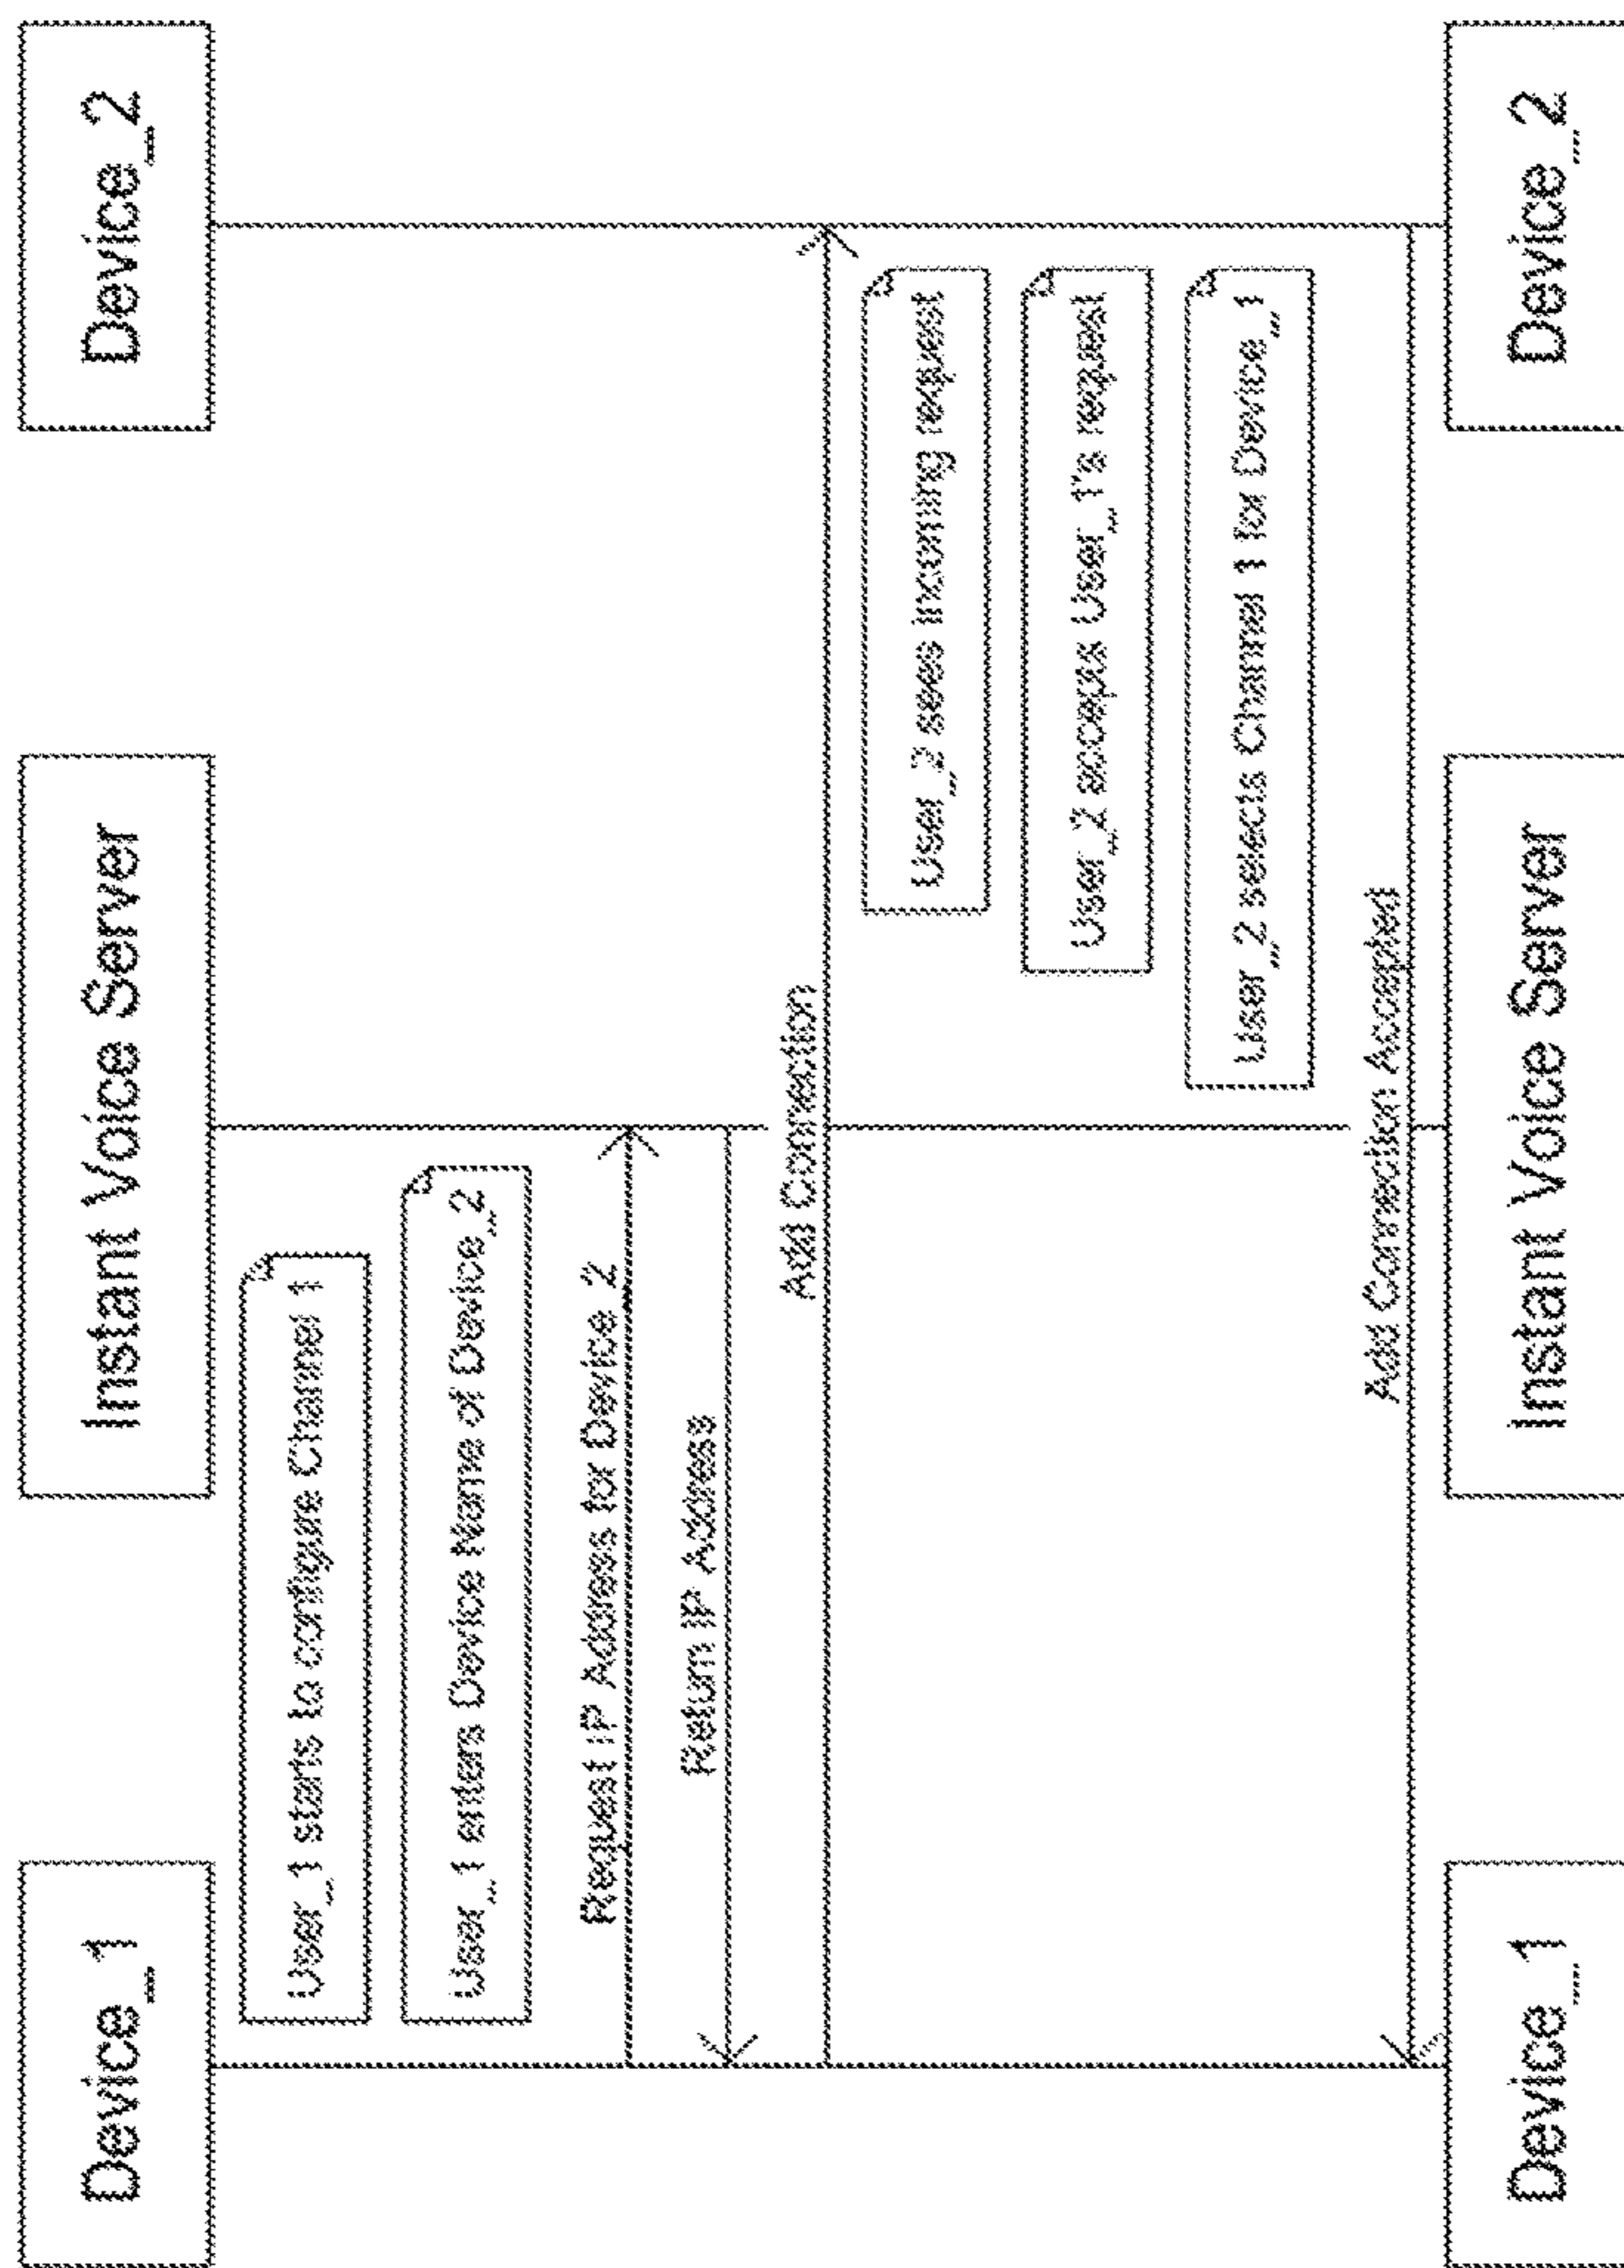 Device_1
Instant Voice Server
Device_2
User_1 starts to configure Channel 1
User_1 enters Device Name of Device_2
Request IP Address for Device 2
Return IP Address
Add Connection
User_2 sees incoming request
User_2 accepts User_1's request
User_2 selects Channel 1 for Device_1
Add Connection Accepted
Device_1
Instant Voice Server
Device_2